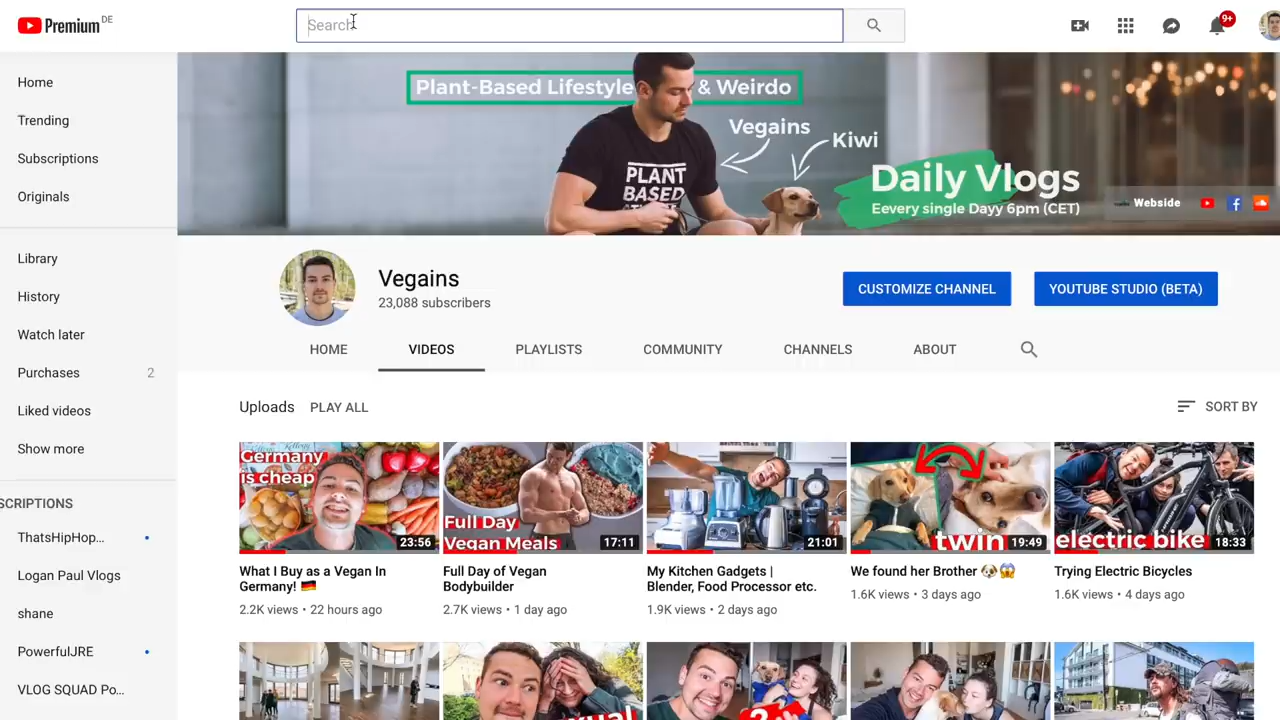 Premium DE
Search
9+
Home
Trending
Subscriptions
Originals
Library
History
Watch later
Purchases 2
Liked videos
Show more
SCRIPTIONS
ThatsHipHop...
Logan Paul Vlogs
shane
PowerfulJRE
VLOG SQUAD Po...
Plant-Based Lifestyle & Weirdo
Vegains
Kiwi
PLANT
BASED
Daily Vlogs
Eevery single Dayy 6pm (CET)
Webside
Vegains
23,088 subscribers
CUSTOMIZE CHANNEL
YOUTUBE STUDIO (BETA)
HOME VIDEOS PLAYLISTS COMMUNITY CHANNELS ABOUT
Uploads PLAY ALL
SORT BY
Germany
is cheap
23:56
What I Buy as a Vegan In
Germany! 🇩🇪
2.2K views • 22 hours ago
Full Day
Vegan Meals
17:11
Full Day of Vegan
Bodybuilder
2.7K views • 1 day ago
21:01
My Kitchen Gadgets |
Blender, Food Processor etc.
1.9K views • 2 days ago
twin
19:49
We found her Brother 🐶😱
1.6K views • 3 days ago
electric bike
18:33
Trying Electric Bicycles
1.6K views • 4 days ago